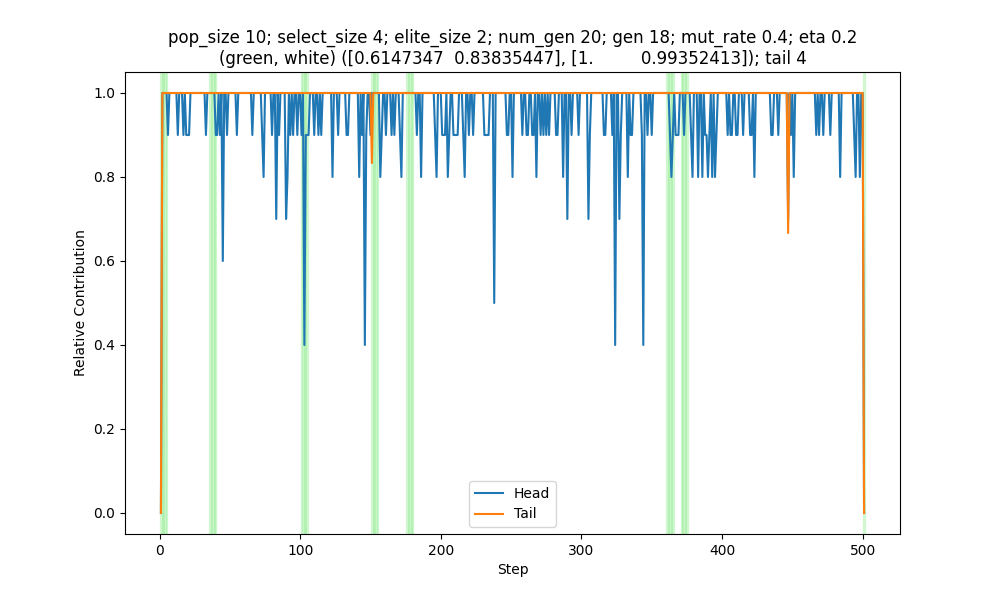 pop_size 10; select_size 4; elite_size 2; num_gen 20; gen 18; mut_rate 0.4; eta 0.2
(green, white) ([0.6147347  0.83835447], [1.         0.99352413]); tail 4
1.0
0.8
0.6
0.4
0.2
0.0
Relative Contribution
Head
Tail
0
100
200
300
400
500
Step